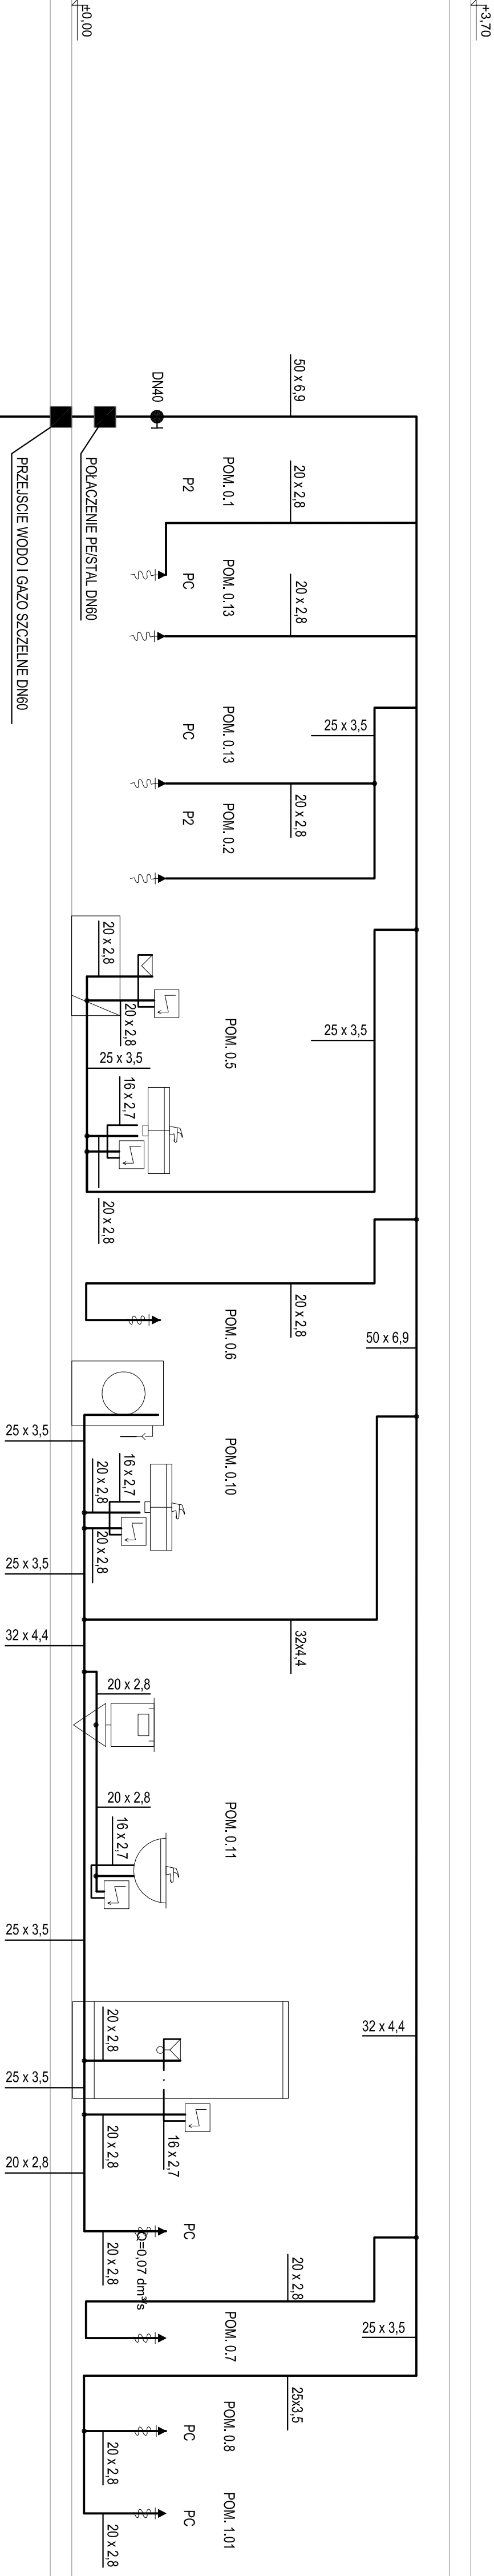 ±0,00
+3,70
DN40
50 x 6,9
PRZEJSCIE WODO I GAZO SZCZELNE DN60
POŁACZENIE PE/STAL DN60
P2
POM. 0.1
20 x 2,8
PC
POM. 0.13
20 x 2,8
PC
POM. 0.13
25 x 3,5
P2
POM. 0.2
20 x 2,8
20 x 2,8
20 x 2,8
POM. 0.5
25 x 3,5
25 x 3,5
16 x 2,7
20 x 2,8
20 x 2,8
POM. 0.6
50 x 6,9
25 x 3,5
20 x 2,8
16 x 2,7
POM. 0.10
20 x 2,8
25 x 3,5
32 x 4,4
32x4,4
20 x 2,8
20 x 2,8
16 x 2,7
POM. 0.11
25 x 3,5
20 x 2,8
32 x 4,4
25 x 3,5
20 x 2,8
16 x 2,7
20 x 2,8
PC
20 x 2,8
Q=0,07 dm³/s
20 x 2,8
POM. 0.7
25 x 3,5
25x3,5
PC
POM. 0.8
20 x 2,8
PC
POM. 1.01
20 x 2,8